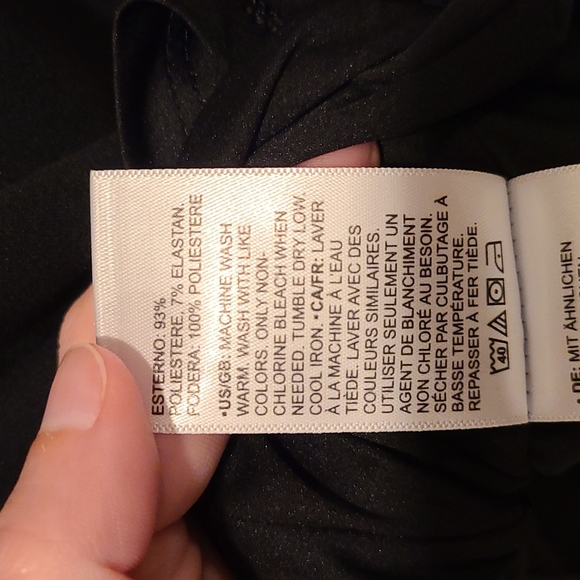 ESTERNO: 93%
POLIESTERE, 7% ELASTAN.
FODERA: 100% POLIESTERE
•US/GB: MACHINE WASH
WARM. WASH WITH LIKE
COLORS. ONLY NON-
CHLORINE BLEACH WHEN
NEEDED. TUMBLE DRY LOW.
COOL IRON. •CA/FR: LAVER
À LA MACHINE À L'EAU
TIÈDE. LAVER AVEC DES
COULEURS SIMILAIRES.
UTILISER SEULEMENT UN
AGENT DE BLANCHIMENT
NON CHLORÉ AU BESOIN.
SÉCHER PAR CULBUTAGE À
BASSE TEMPÉRATURE.
REPASSER À FER TIÈDE.
40
•DE: MIT ÄHNLICHEN